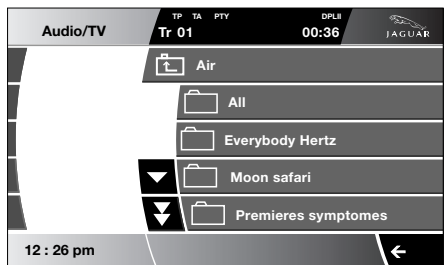 TP TA PTY DPLII
Audio/TV Tr 01 00:36 JAGUAR
Air
All
Everybody Hertz
Moon safari
Premieres symptomes
12 : 26 pm